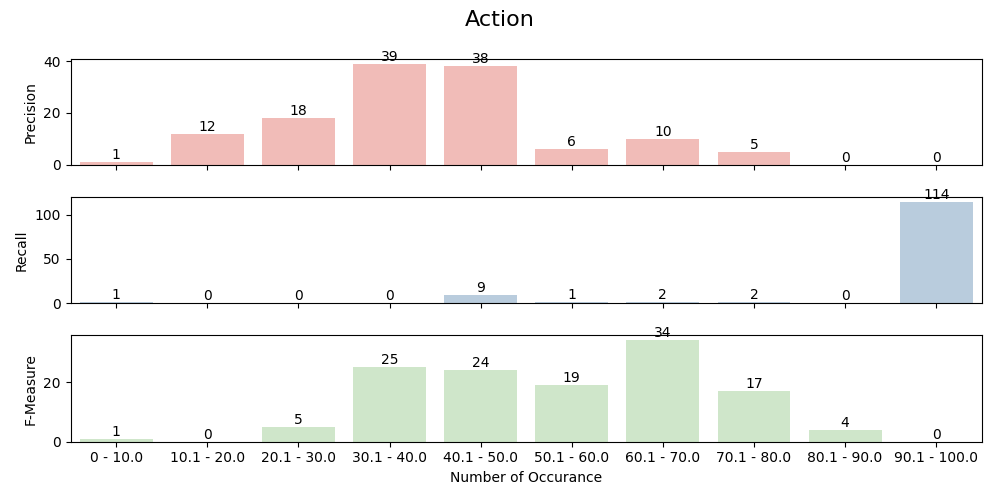 Action
Precision
40
20
0
1 12 18 39 38 6 10 5 0 0
Recall
100
50
0
1 0 0 0 9 1 2 2 0 114
F-Measure
20
0
1 0 5 25 24 19 34 17 4 0
0 - 10.0 10.1 - 20.0 20.1 - 30.0 30.1 - 40.0 40.1 - 50.0 50.1 - 60.0 60.1 - 70.0 70.1 - 80.0 80.1 - 90.0 90.1 - 100.0
Number of Occurance